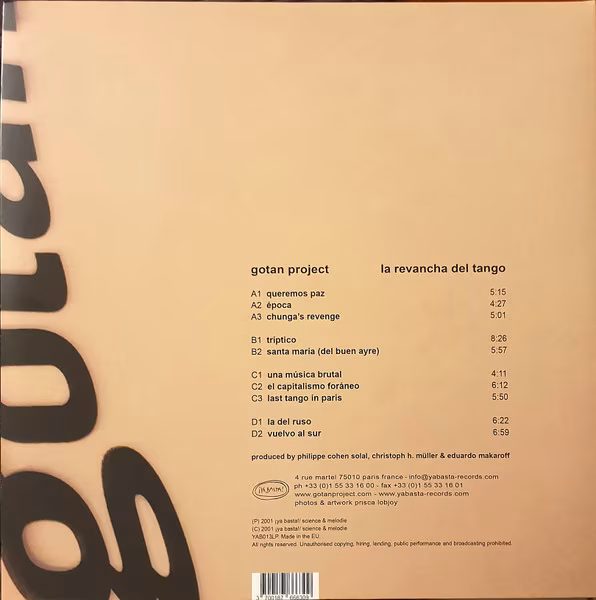 gotan
gotan project la revancha del tango
A1 queremos paz 5:15
A2 época 4:27
A3 chunga's revenge 5:01
B1 tríptico 8:26
B2 santa maria (del buen ayre) 5:57
C1 una música brutal 4:11
C2 el capitalismo foráneo 6:12
C3 last tango in paris 5:50
D1 la del ruso 6:22
D2 vuelvo al sur 6:59
produced by philippe cohen solal, christoph h. müller & eduardo makaroff
¡YA BASTA!
4 rue martel 75010 paris france - info@yabasta-records.com
ph +33 (0)1 55 33 16 00 - fax +33 (0)1 55 33 16 01
www.gotanproject.com - www.yabasta-records.com
photos & artwork prisca lobjoy
(P) 2001 ¡ya basta!/ science & melodie
(C) 2001 ¡ya basta!/ science & melodie
YAB013LP. Made in the EU.
All rights reserved. Unauthorised copying, hiring, lending, public performance and broadcasting prohibited.